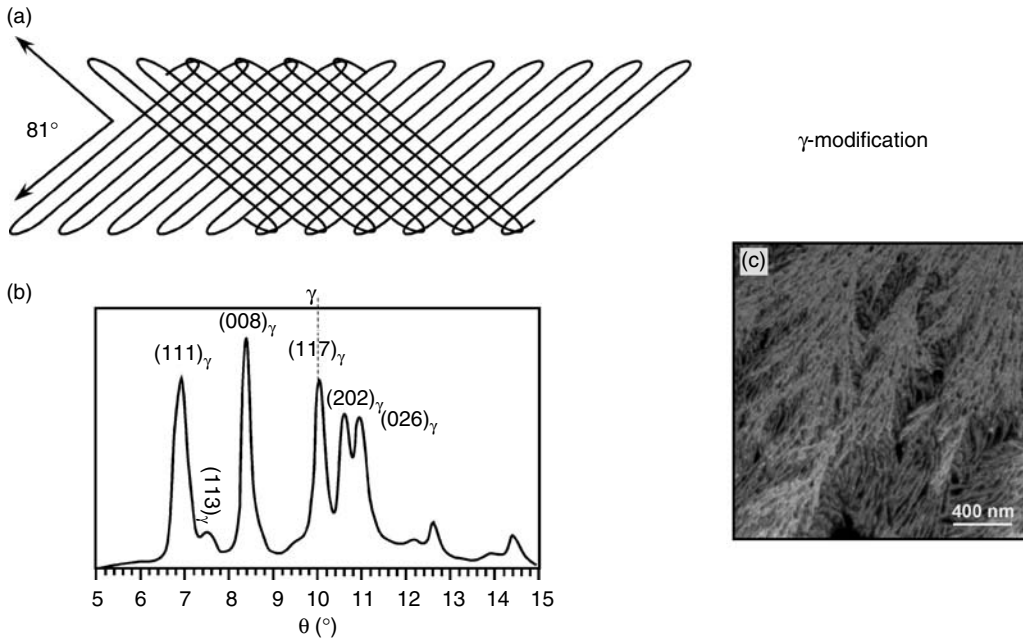 (a)
81°
γ-modification
(b)
γ
(111)γ
(113)γ
(008)γ
(117)γ
(202)γ
(026)γ
5 6 7 8 9 10 11 12 13 14 15
θ (°)
(c)
400 nm